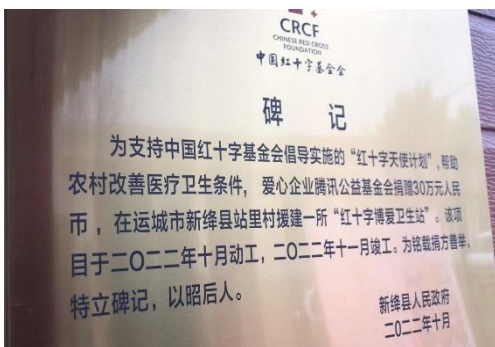 CRCF
CHINESE RED CROSS
FOUNDATION
中国红十字基金会
碑 记
为支持中国红十字基金会倡导实施的“红十字天使计划”,帮助
农村改善医疗卫生条件，爱心企业腾讯公益基金会捐赠30万元人民
币，在运城市新绛县站里村援建一所“红十字博爱卫生站”。该项
目于二〇二二年十月动工,二〇二二年十一月竣工。为铭载捐方善举,
特立碑记，以昭后人。
新绛县人民政府
二〇二二年十月